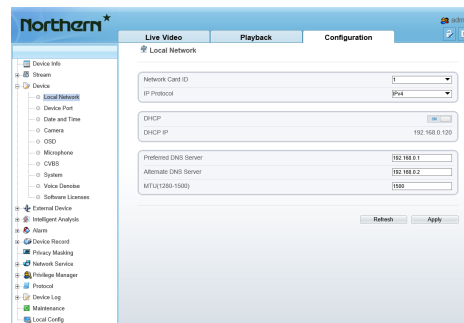 Northern
adm
Live Video
Playback
Configuration
Local Network
Device Info
Stream
Device
Local Network
Device Port
Date and Time
Camera
OSD
Microphone
CVBS
System
Voice Denoise
Software Licenses
External Device
Intelligent Analysis
Alarm
Device Record
Privacy Masking
Network Service
Privilege Manager
Protocol
Device Log
Maintenance
Local Config
Network Card ID
1
IP Protocol
IPv4
DHCP
ON
DHCP IP
192.168.0.120
Preferred DNS Server
192.168.0.1
Alternate DNS Server
192.168.0.2
MTU(1280-1500)
1500
Refresh
Apply